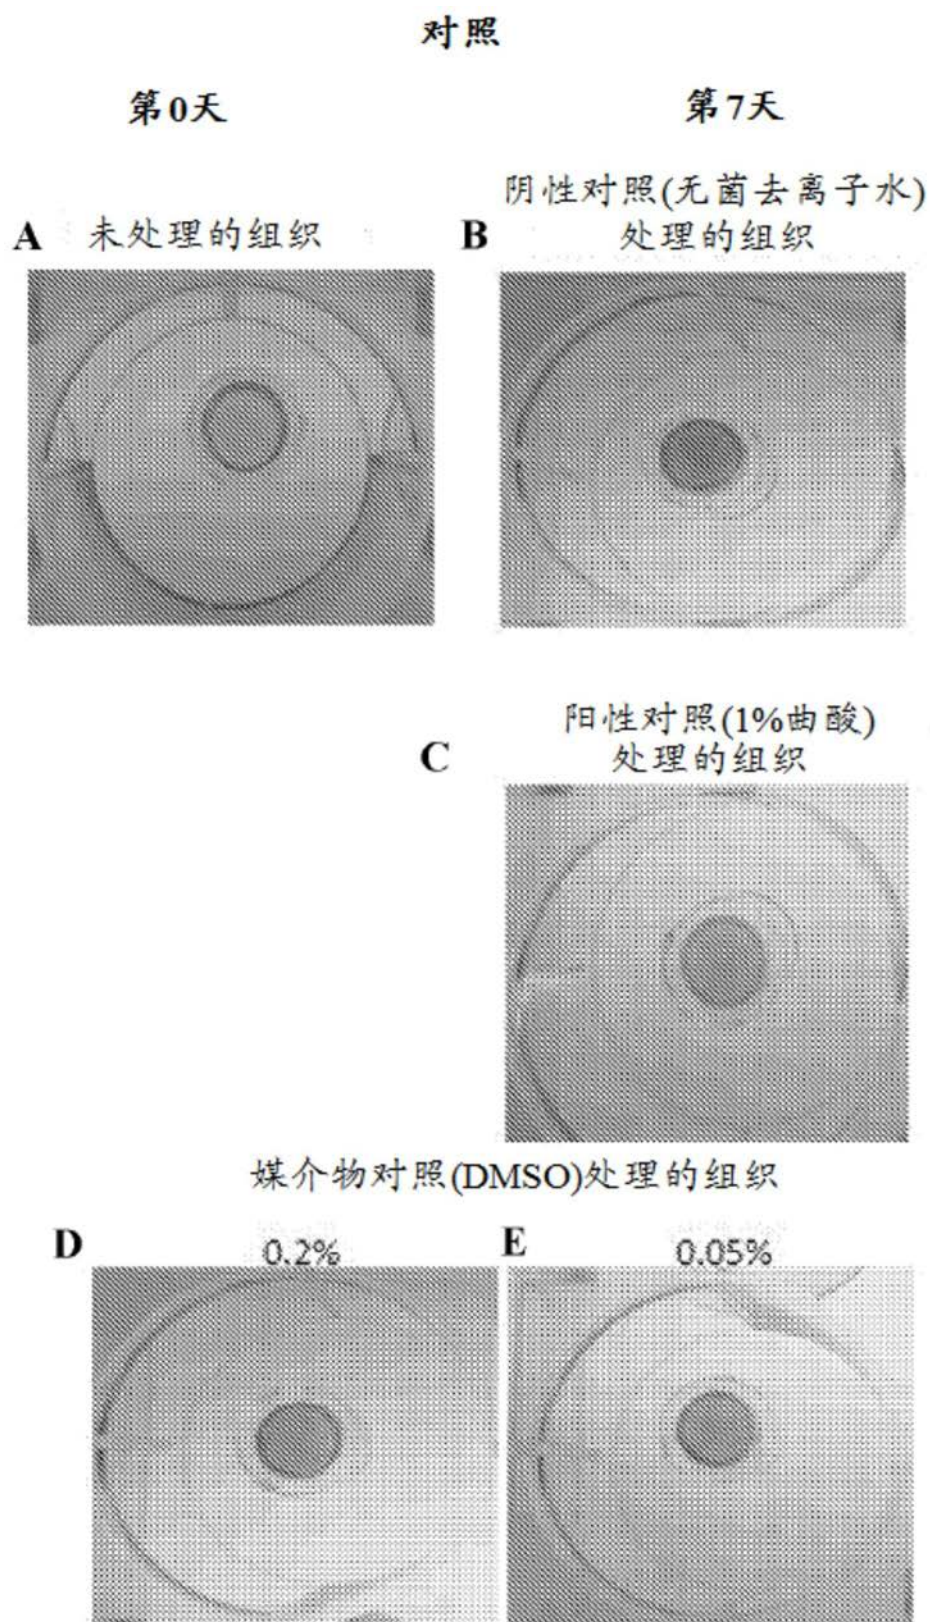 对照
第0天
第7天
A 未处理的组织
阴性对照(无菌去离子水)
B 处理的组织
阳性对照(1%曲酸)
C 处理的组织
媒介物对照(DMSO)处理的组织
D 0.2%
E 0.05%